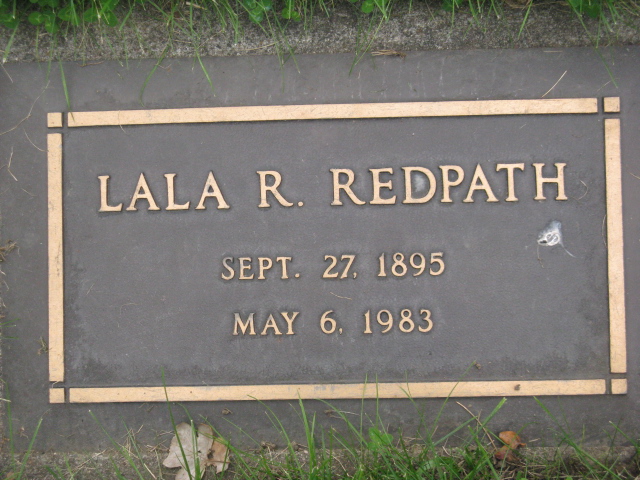 LALA R. REDPATH
SEPT. 27, 1895
MAY 6, 1983